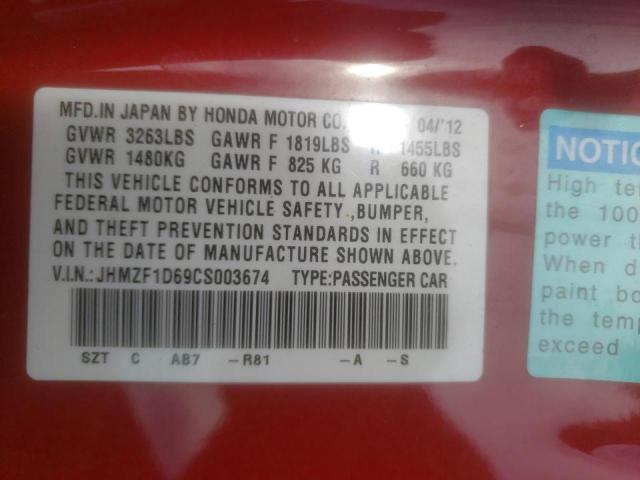 MFD.IN JAPAN BY HONDA MOTOR CO. 04/'12
GVWR 3263LBS GAWR F 1819LBS R 1455LBS
GVWR 1480KG GAWR F 825 KG R 660 KG
THIS VEHICLE CONFORMS TO ALL APPLICABLE
FEDERAL MOTOR VEHICLE SAFETY ,BUMPER,
AND THEFT PREVENTION STANDARDS IN EFFECT
ON THE DATE OF MANUFACTURE SHOWN ABOVE.
V.I.N.:JHMZF1D69CS003674 TYPE:PASSENGER CAR
SZT C AB7 -R81 -A -S
NOTIC
High te
the 100
power t
When d
paint bo
the temp
exceed